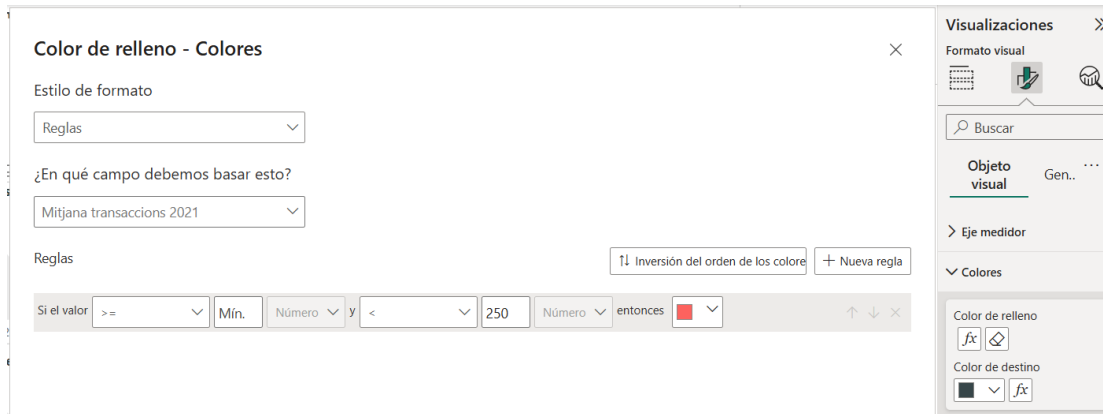 Color de relleno - Colores
Estilo de formato
Reglas
¿En qué campo debemos basar esto?
Mitjana transaccions 2021
Reglas
Inversión del orden de los colore
+ Nueva regla
Si el valor >= Mín. Número y < 250 Número entonces
Visualizaciones
Formato visual
Buscar
Objeto visual
Gen..
...
Eje medidor
Colores
Color de relleno
fx
Color de destino
fx